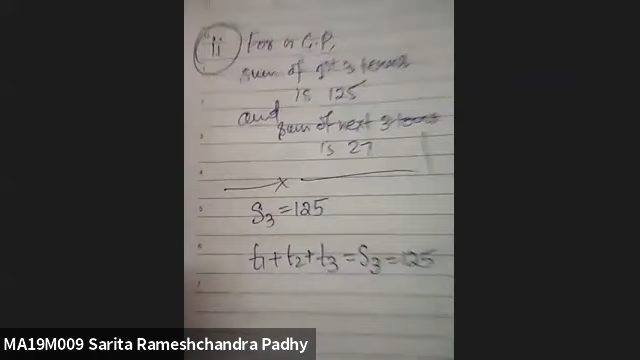 ii For a G.P,
sum of 1st 3 terms
is 125
and
sum of next 3 terms
is 27
S3 = 125
t1 + t2 + t3 = S3 = 125
MA19M009 Sarita Rameshchandra Padhy